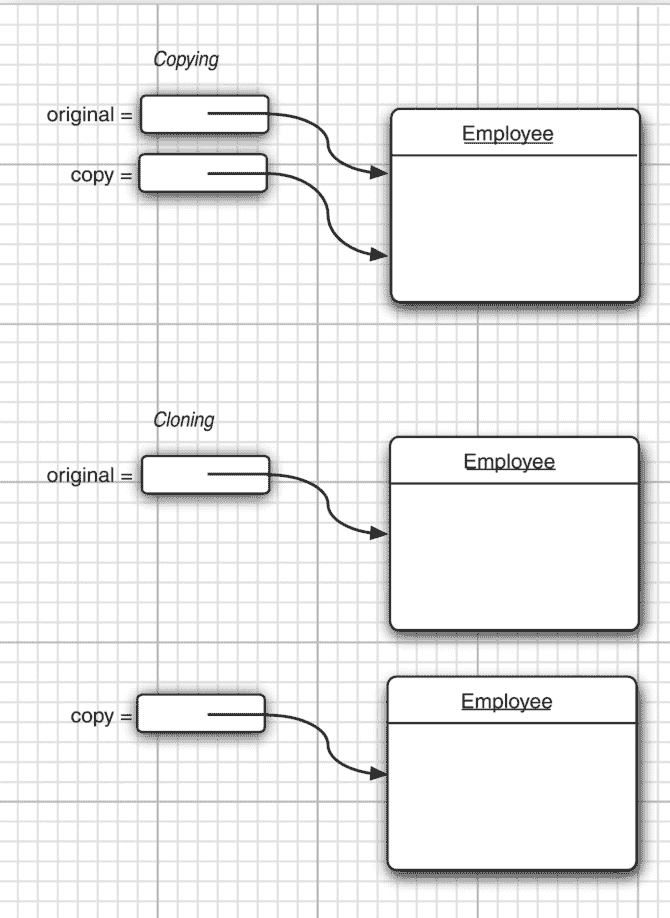 Copying
original =
Employee
copy =
Cloning
original =
Employee
copy =
Employee